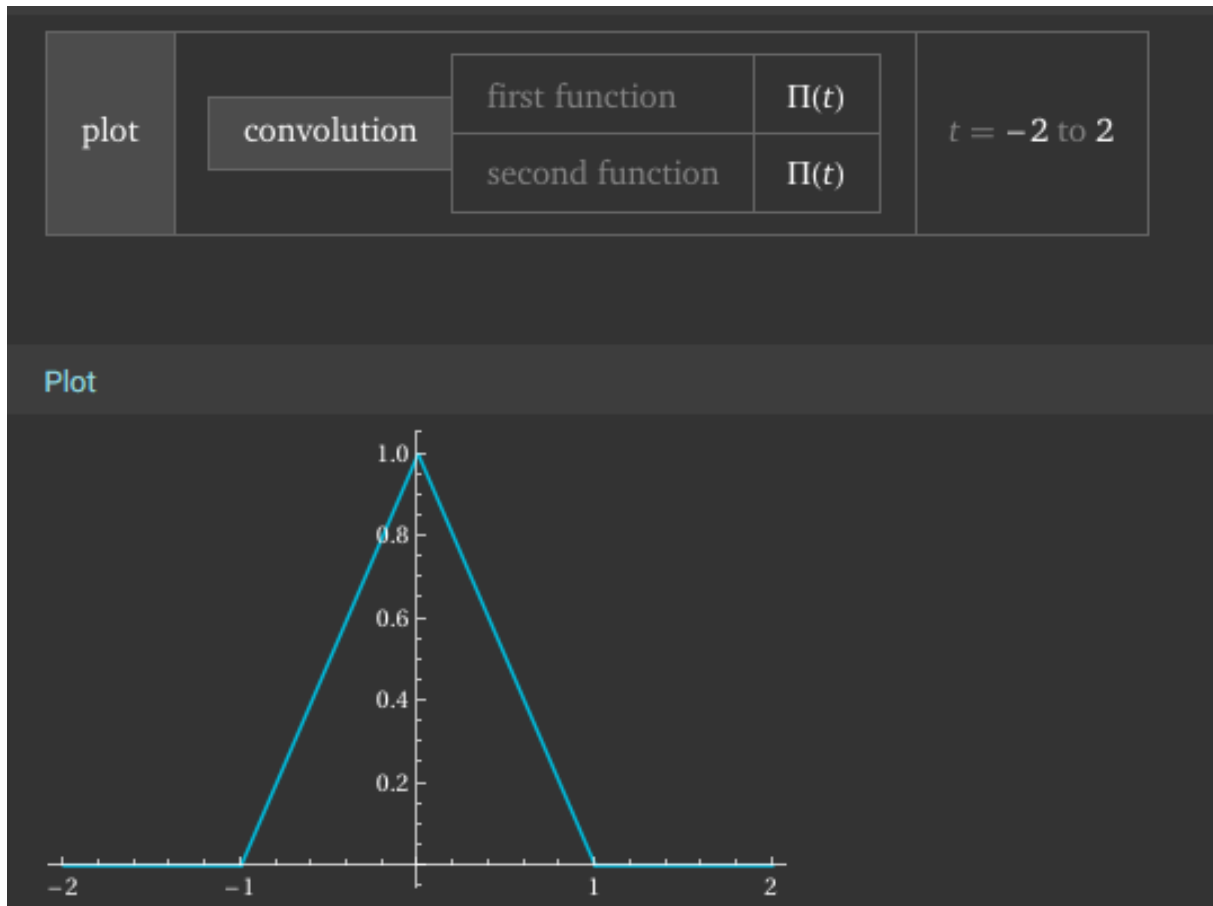 plot
convolution
first function
Π(t)
second function
Π(t)
t = −2 to 2
Plot
1.0
0.8
0.6
0.4
0.2
−2
−1
1
2